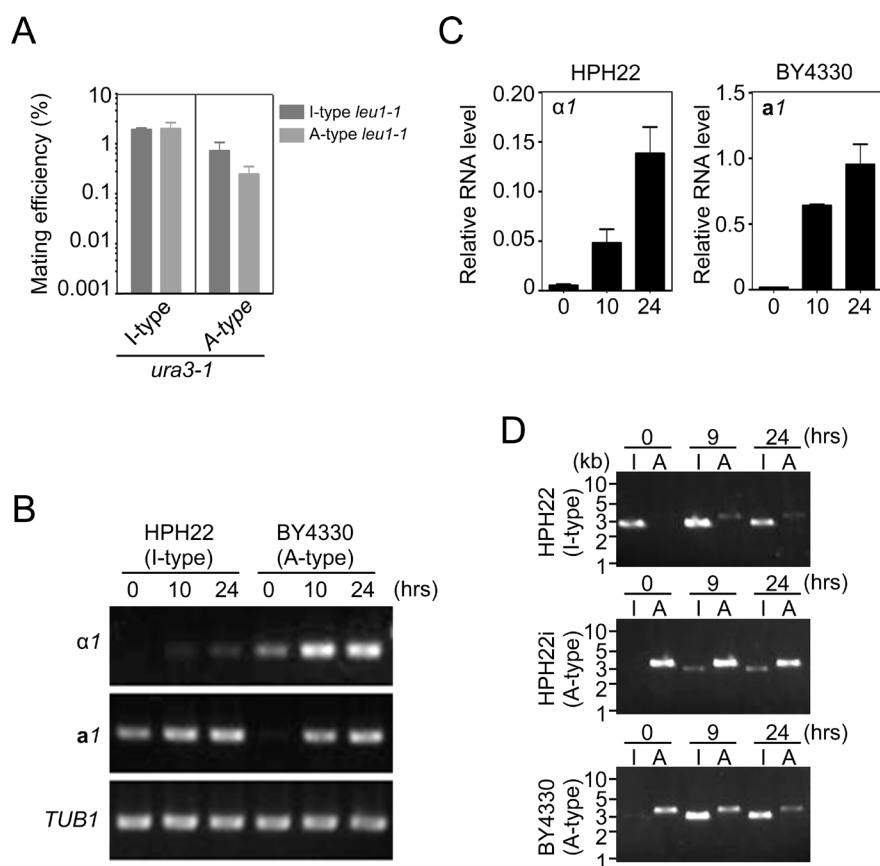 A
Mating efficiency (%)
10
1
0.1
0.01
0.001
I-type leu1-1
A-type leu1-1
I-type
A-type
ura3-1
B
HPH22 (I-type)
BY4330 (A-type)
0 10 24 0 10 24 (hrs)
α1
a1
TUB1
C
HPH22
Relative RNA level
0.20
0.15
0.10
0.05
0
α1
0 10 24
BY4330
Relative RNA level
1.5
1.0
0.5
0
a1
0 10 24
D
0 9 24 (hrs)
(kb) I A I A I A
HPH22 (I-type)
10
5
3
2
1
0 9 24 (hrs)
I A I A I A
HPH22i (A-type)
10
5
3
2
1
0 9 24 (hrs)
I A I A I A
BY4330 (A-type)
10
5
3
2
1